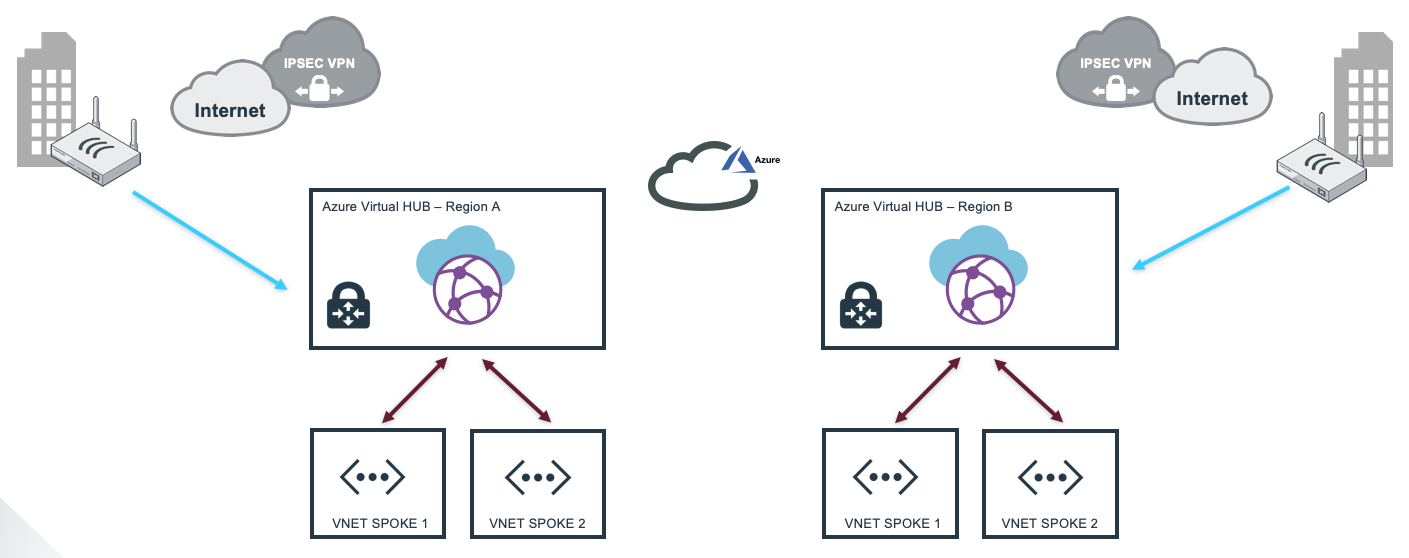 IPSEC VPN
Internet
IPSEC VPN
Internet
Azure
Azure Virtual HUB – Region A
Azure Virtual HUB – Region B
VNET SPOKE 1
VNET SPOKE 2
VNET SPOKE 1
VNET SPOKE 2